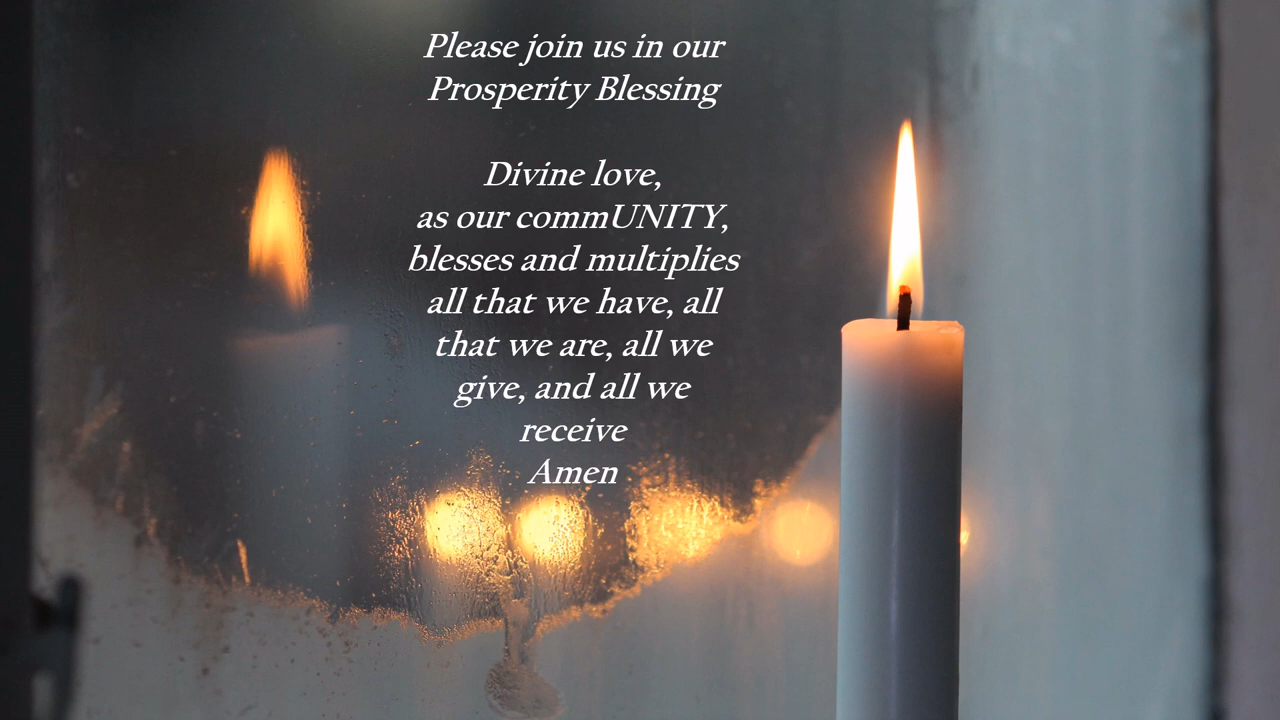 Please join us in our
Prosperity Blessing
Divine love,
as our commUNITY,
blesses and multiplies
all that we have, all
that we are, all we
give, and all we
receive
Amen